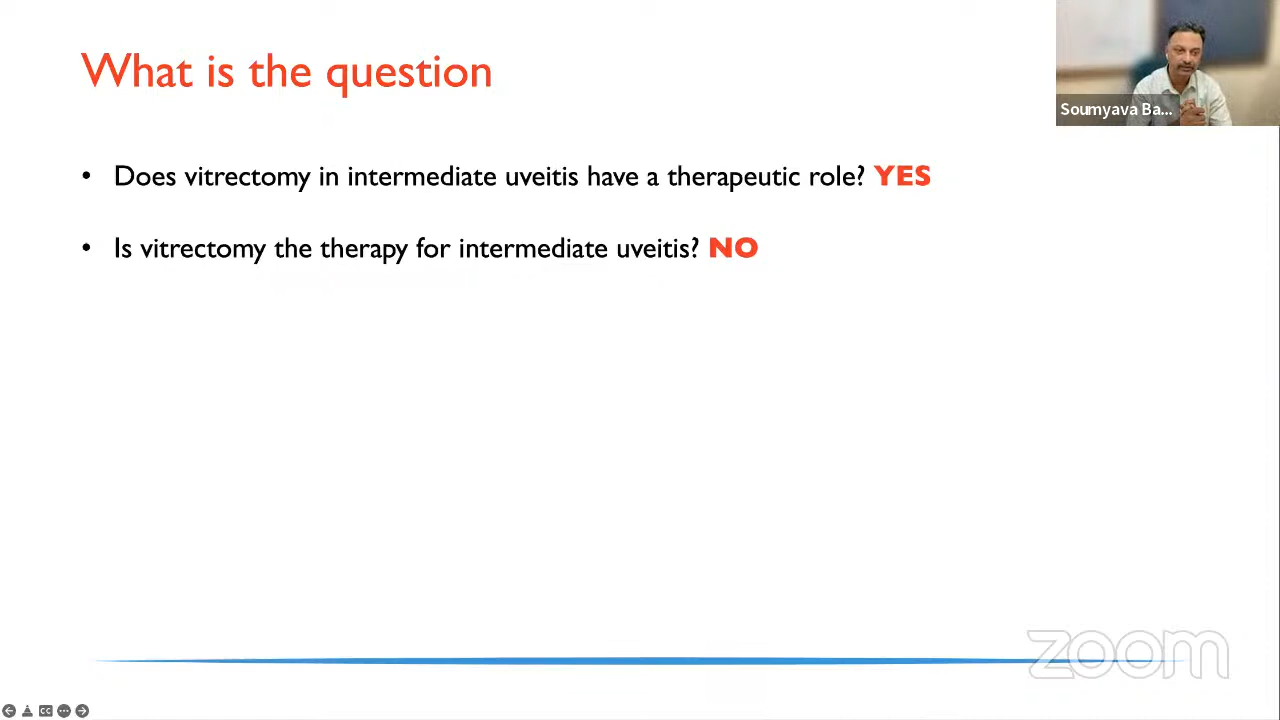 What is the question
Soumyava Ba...
• Does vitrectomy in intermediate uveitis have a therapeutic role? YES
• Is vitrectomy the therapy for intermediate uveitis? NO
zoom
CC